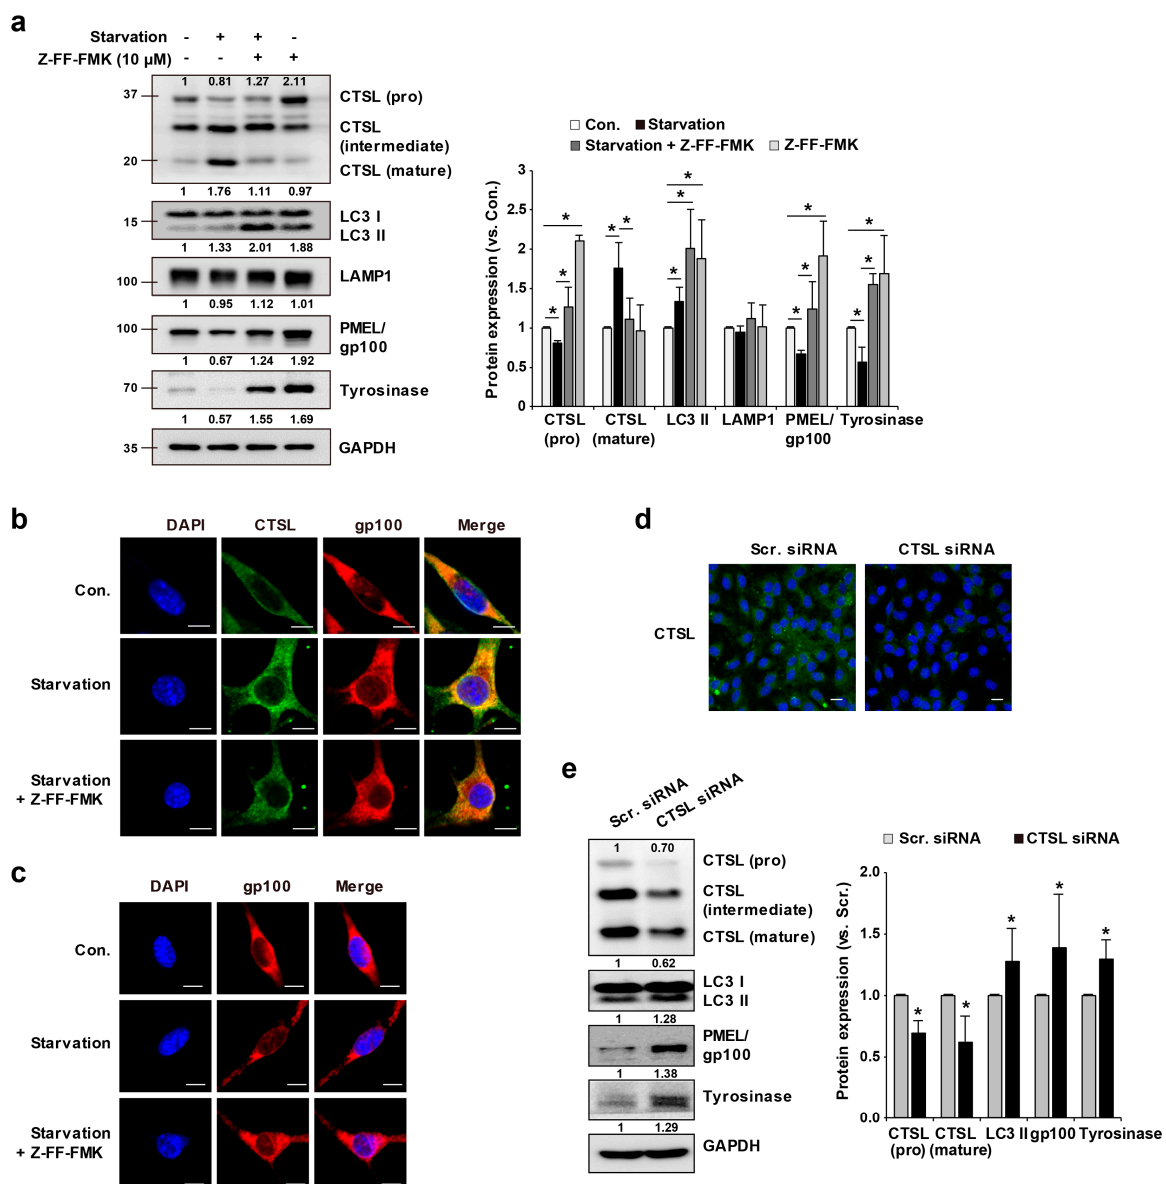 a
Starvation - + + -
Z-FF-FMK (10 µM) - - + +
1 0.81 1.27 2.11
37 CTSL (pro)
CTSL
(intermediate)
20 CTSL (mature)
1 1.76 1.11 0.97
15 LC3 I
LC3 II
1 1.33 2.01 1.88
100 LAMP1
1 0.95 1.12 1.01
100 PMEL/
gp100
1 0.67 1.24 1.92
70 Tyrosinase
1 0.57 1.55 1.69
35 GAPDH
Con. Starvation
Starvation + Z-FF-FMK Z-FF-FMK
Protein expression (vs. Con.)
3
2.5
2
1.5
1
0.5
0
* * * * * * * * * * * * *
CTSL
(pro)
CTSL
(mature)
LC3 II
LAMP1
PMEL/
gp100
Tyrosinase
b
DAPI CTSL gp100 Merge
Con.
Starvation
Starvation
+ Z-FF-FMK
c
DAPI gp100 Merge
Con.
Starvation
Starvation
+ Z-FF-FMK
d
Scr. siRNA CTSL siRNA
CTSL
e
Scr. siRNA
CTSL siRNA
1 0.70
CTSL (pro)
CTSL
(intermediate)
CTSL (mature)
1 0.62
LC3 I
LC3 II
1 1.28
PMEL/
gp100
1 1.38
Tyrosinase
1 1.29
GAPDH
Scr. siRNA CTSL siRNA
Protein expression (vs. Scr.)
2.0
1.5
1.0
0.5
0.0
* * * * *
CTSL
(pro)
CTSL
(mature)
LC3 II
gp100
Tyrosinase